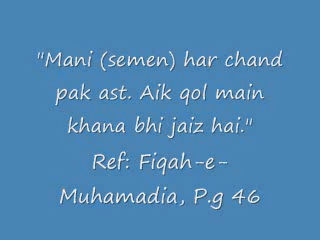 "Mani (semen) har chand
pak ast. Aik qol main
khana bhi jaiz hai."
Ref: Fiqah-e-
Muhamadia, P.g 46